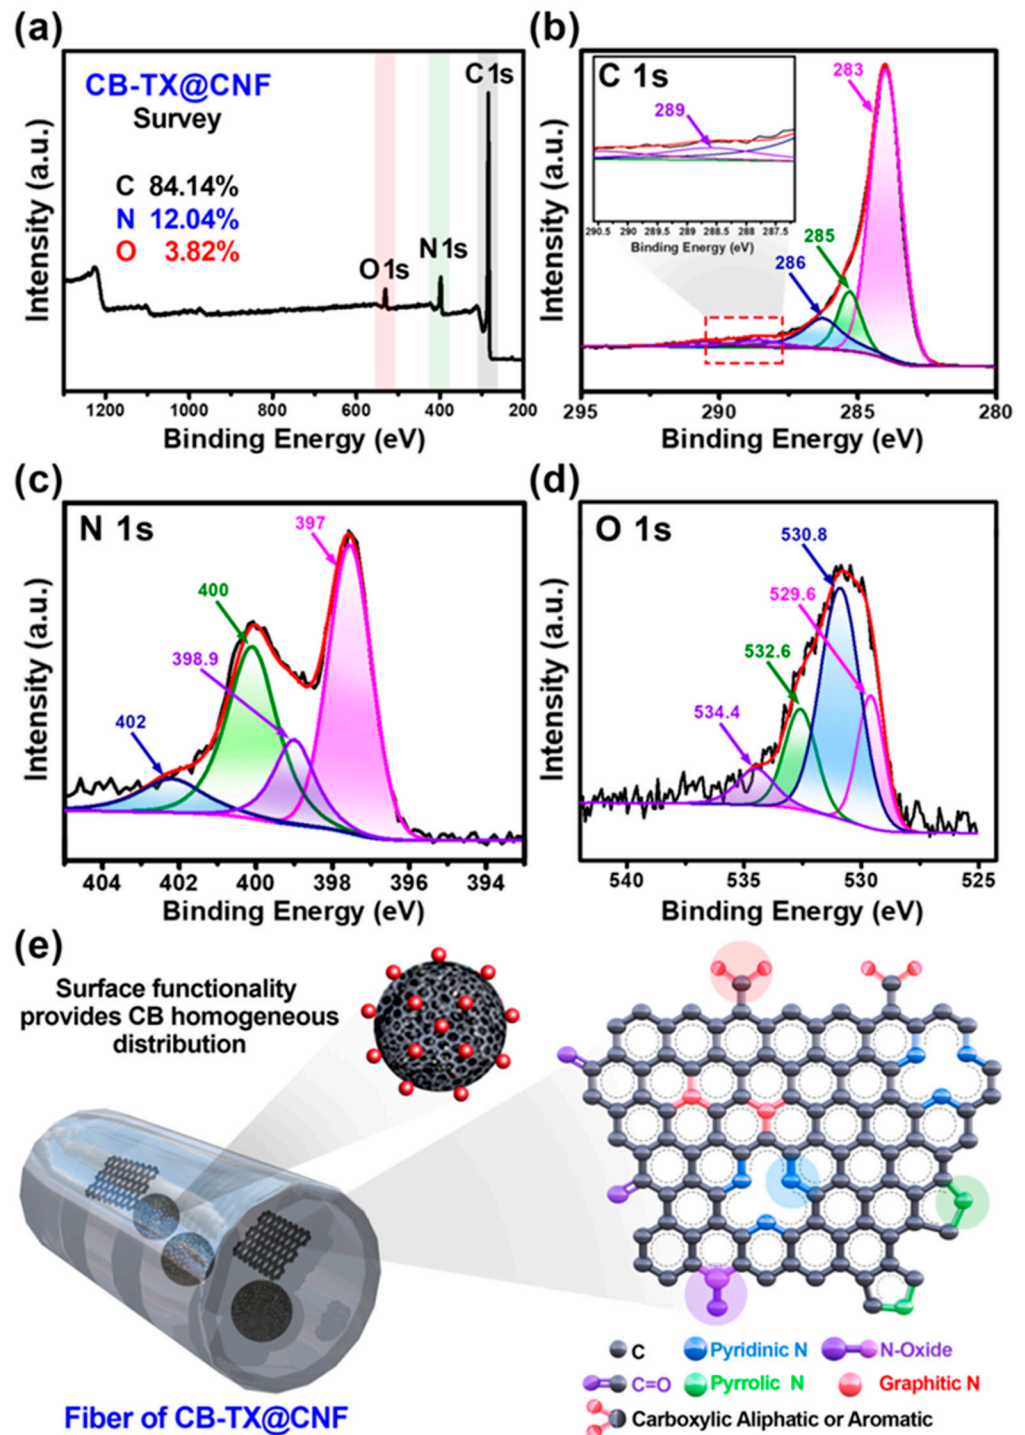 (a)
CB-TX@CNF
Survey
C 84.14%
N 12.04%
O 3.82%
O 1s
N 1s
C 1s
Intensity (a.u.)
1200 1000 800 600 400 200
Binding Energy (eV)
(b)
C 1s
289
290.5 290 289.5 289 288.5 288 287.5
Binding Energy (eV)
283
285
286
Intensity (a.u.)
295 290 285 280
Binding Energy (eV)
(c)
N 1s
397
400
398.9
402
Intensity (a.u.)
404 402 400 398 396 394
Binding Energy (eV)
(d)
O 1s
530.8
529.6
532.6
534.4
Intensity (a.u.)
540 535 530 525
Binding Energy (eV)
(e)
Surface functionality
provides CB homogeneous
distribution
Fiber of CB-TX@CNF
C Pyridinic N N-Oxide
C=O Pyrrolic N Graphitic N
Carboxylic Aliphatic or Aromatic